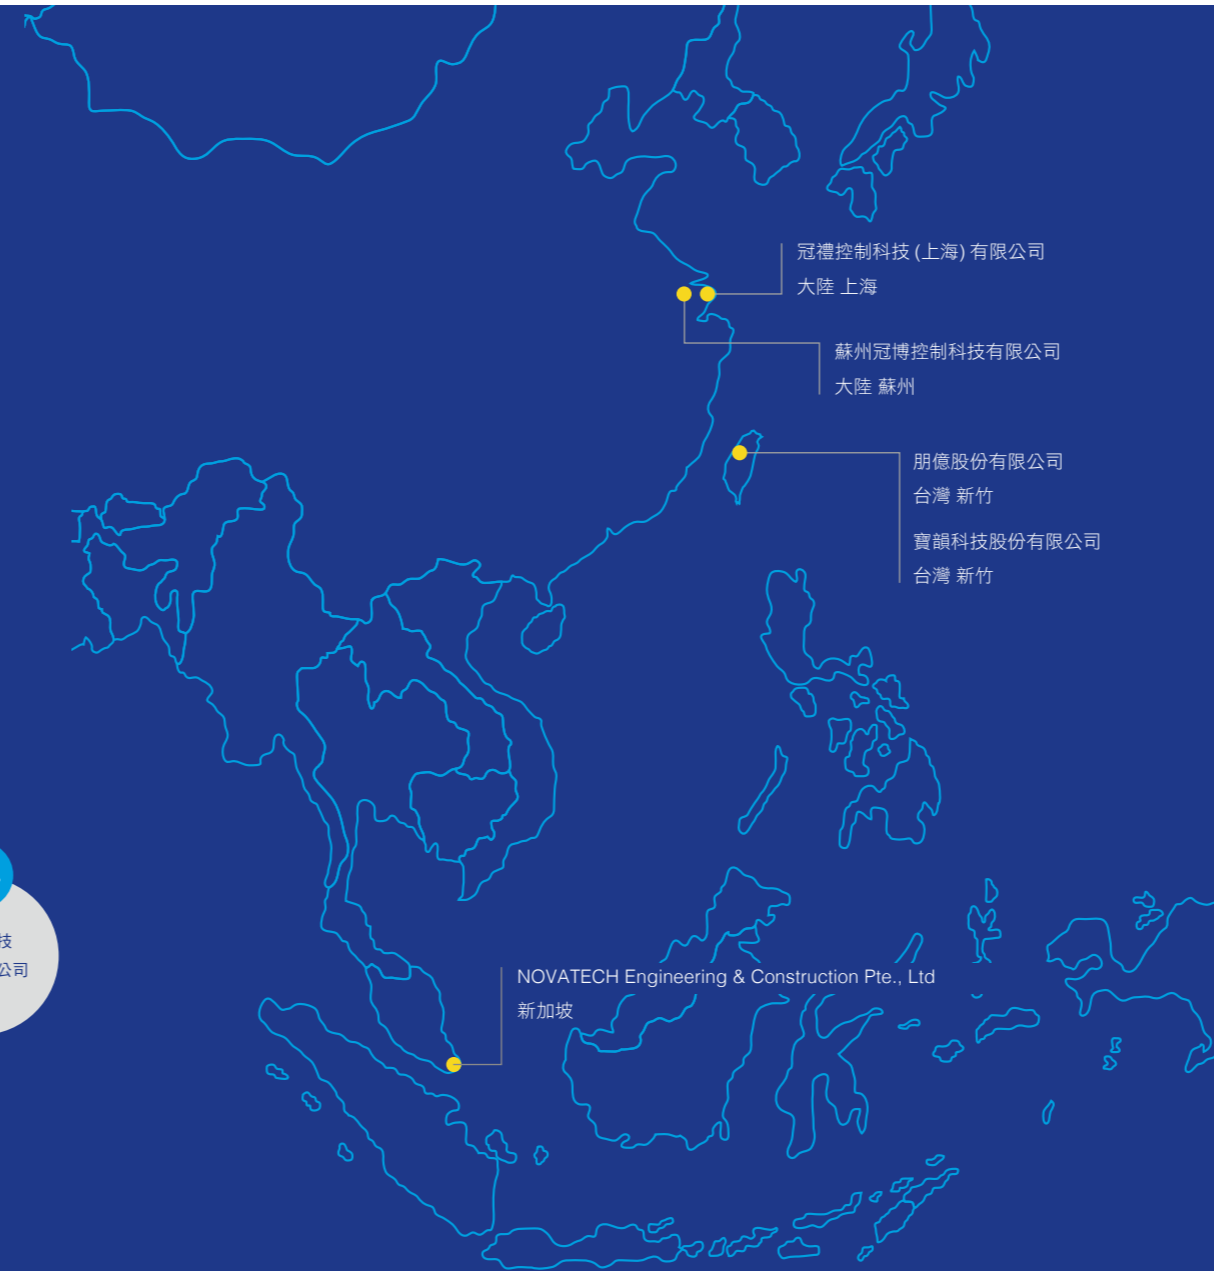 冠禮控制科技 (上海) 有限公司
大陸 上海
蘇州冠博控制科技有限公司
大陸 蘇州
朋億股份有限公司
台灣 新竹
寶韻科技股份有限公司
台灣 新竹
技
公司
NOVATECH Engineering & Construction Pte., Ltd
新加坡